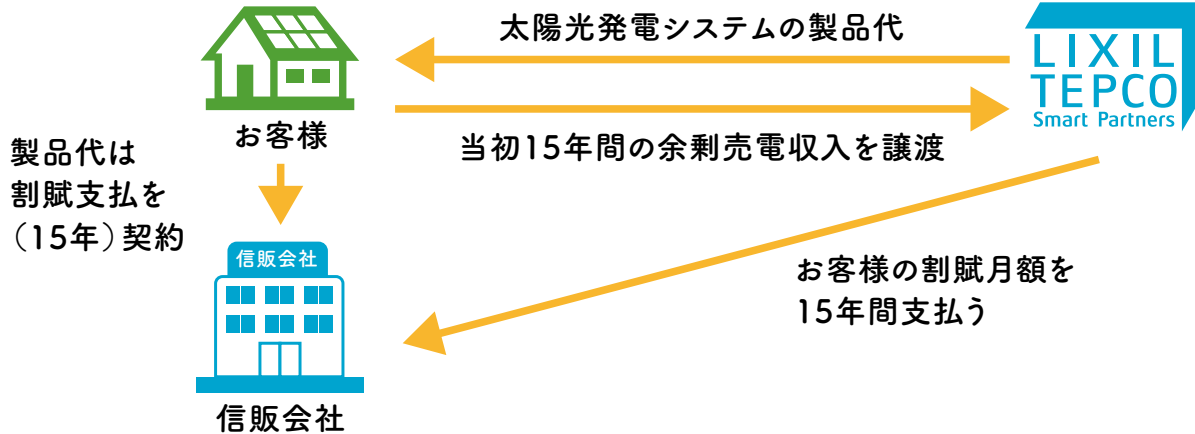 太陽光発電システムの製品代
LIXIL
TEPCO
Smart Partners
お客様
当初15年間の余剰売電収入を譲渡
製品代は
割賦支払を
（15年）契約
信販会社
お客様の割賦月額を
15年間支払う
信販会社